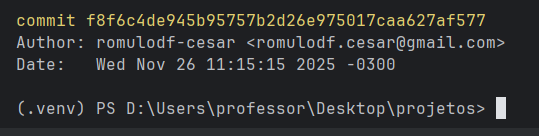 commit f8f6c4de945b95757b2d26e975017caa627af577
Author: romulodf-cesar <romulodf.cesar@gmail.com>
Date:   Wed Nov 26 11:15:15 2025 -0300
(.venv) PS D:\Users\professor\Desktop\projetos>